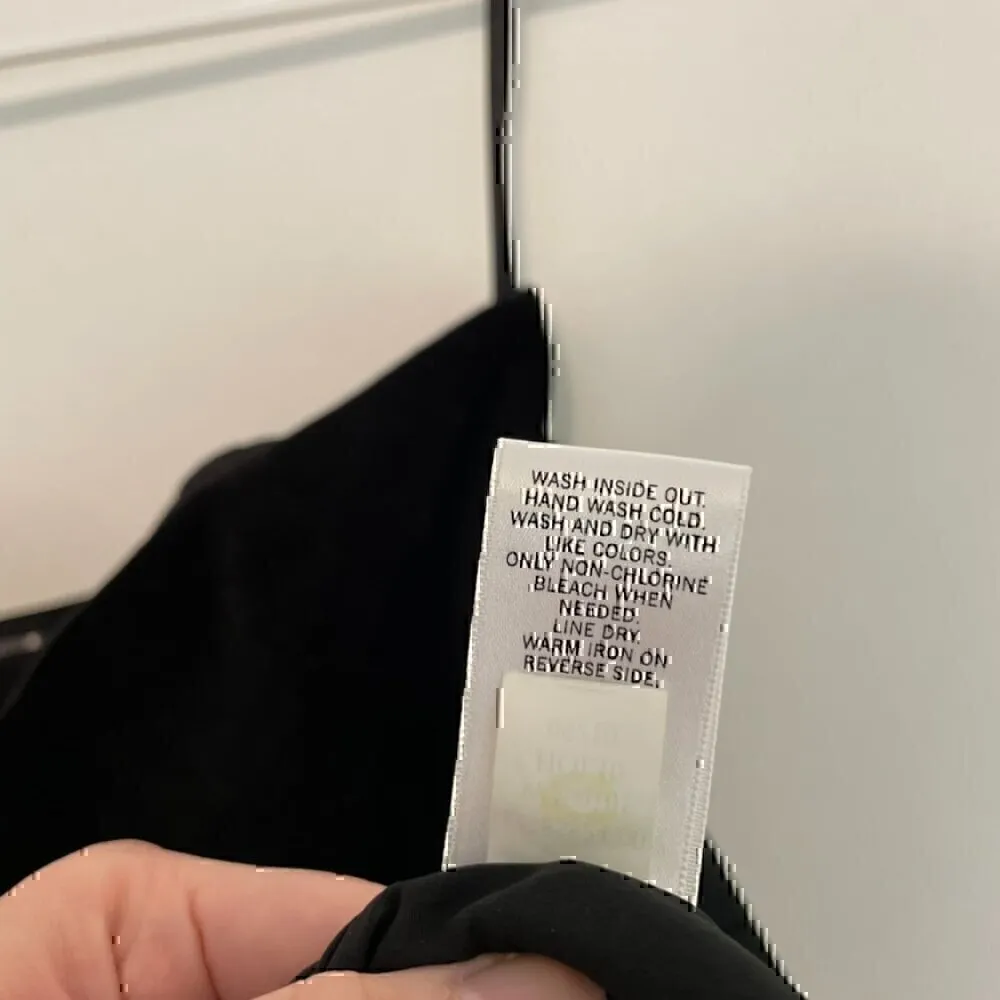 WASH INSIDE OUT.
HAND WASH COLD.
WASH AND DRY WITH
LIKE COLORS.
ONLY NON-CHLORINE
BLEACH WHEN
NEEDED.
LINE DRY.
WARM IRON ON
REVERSE SIDE.